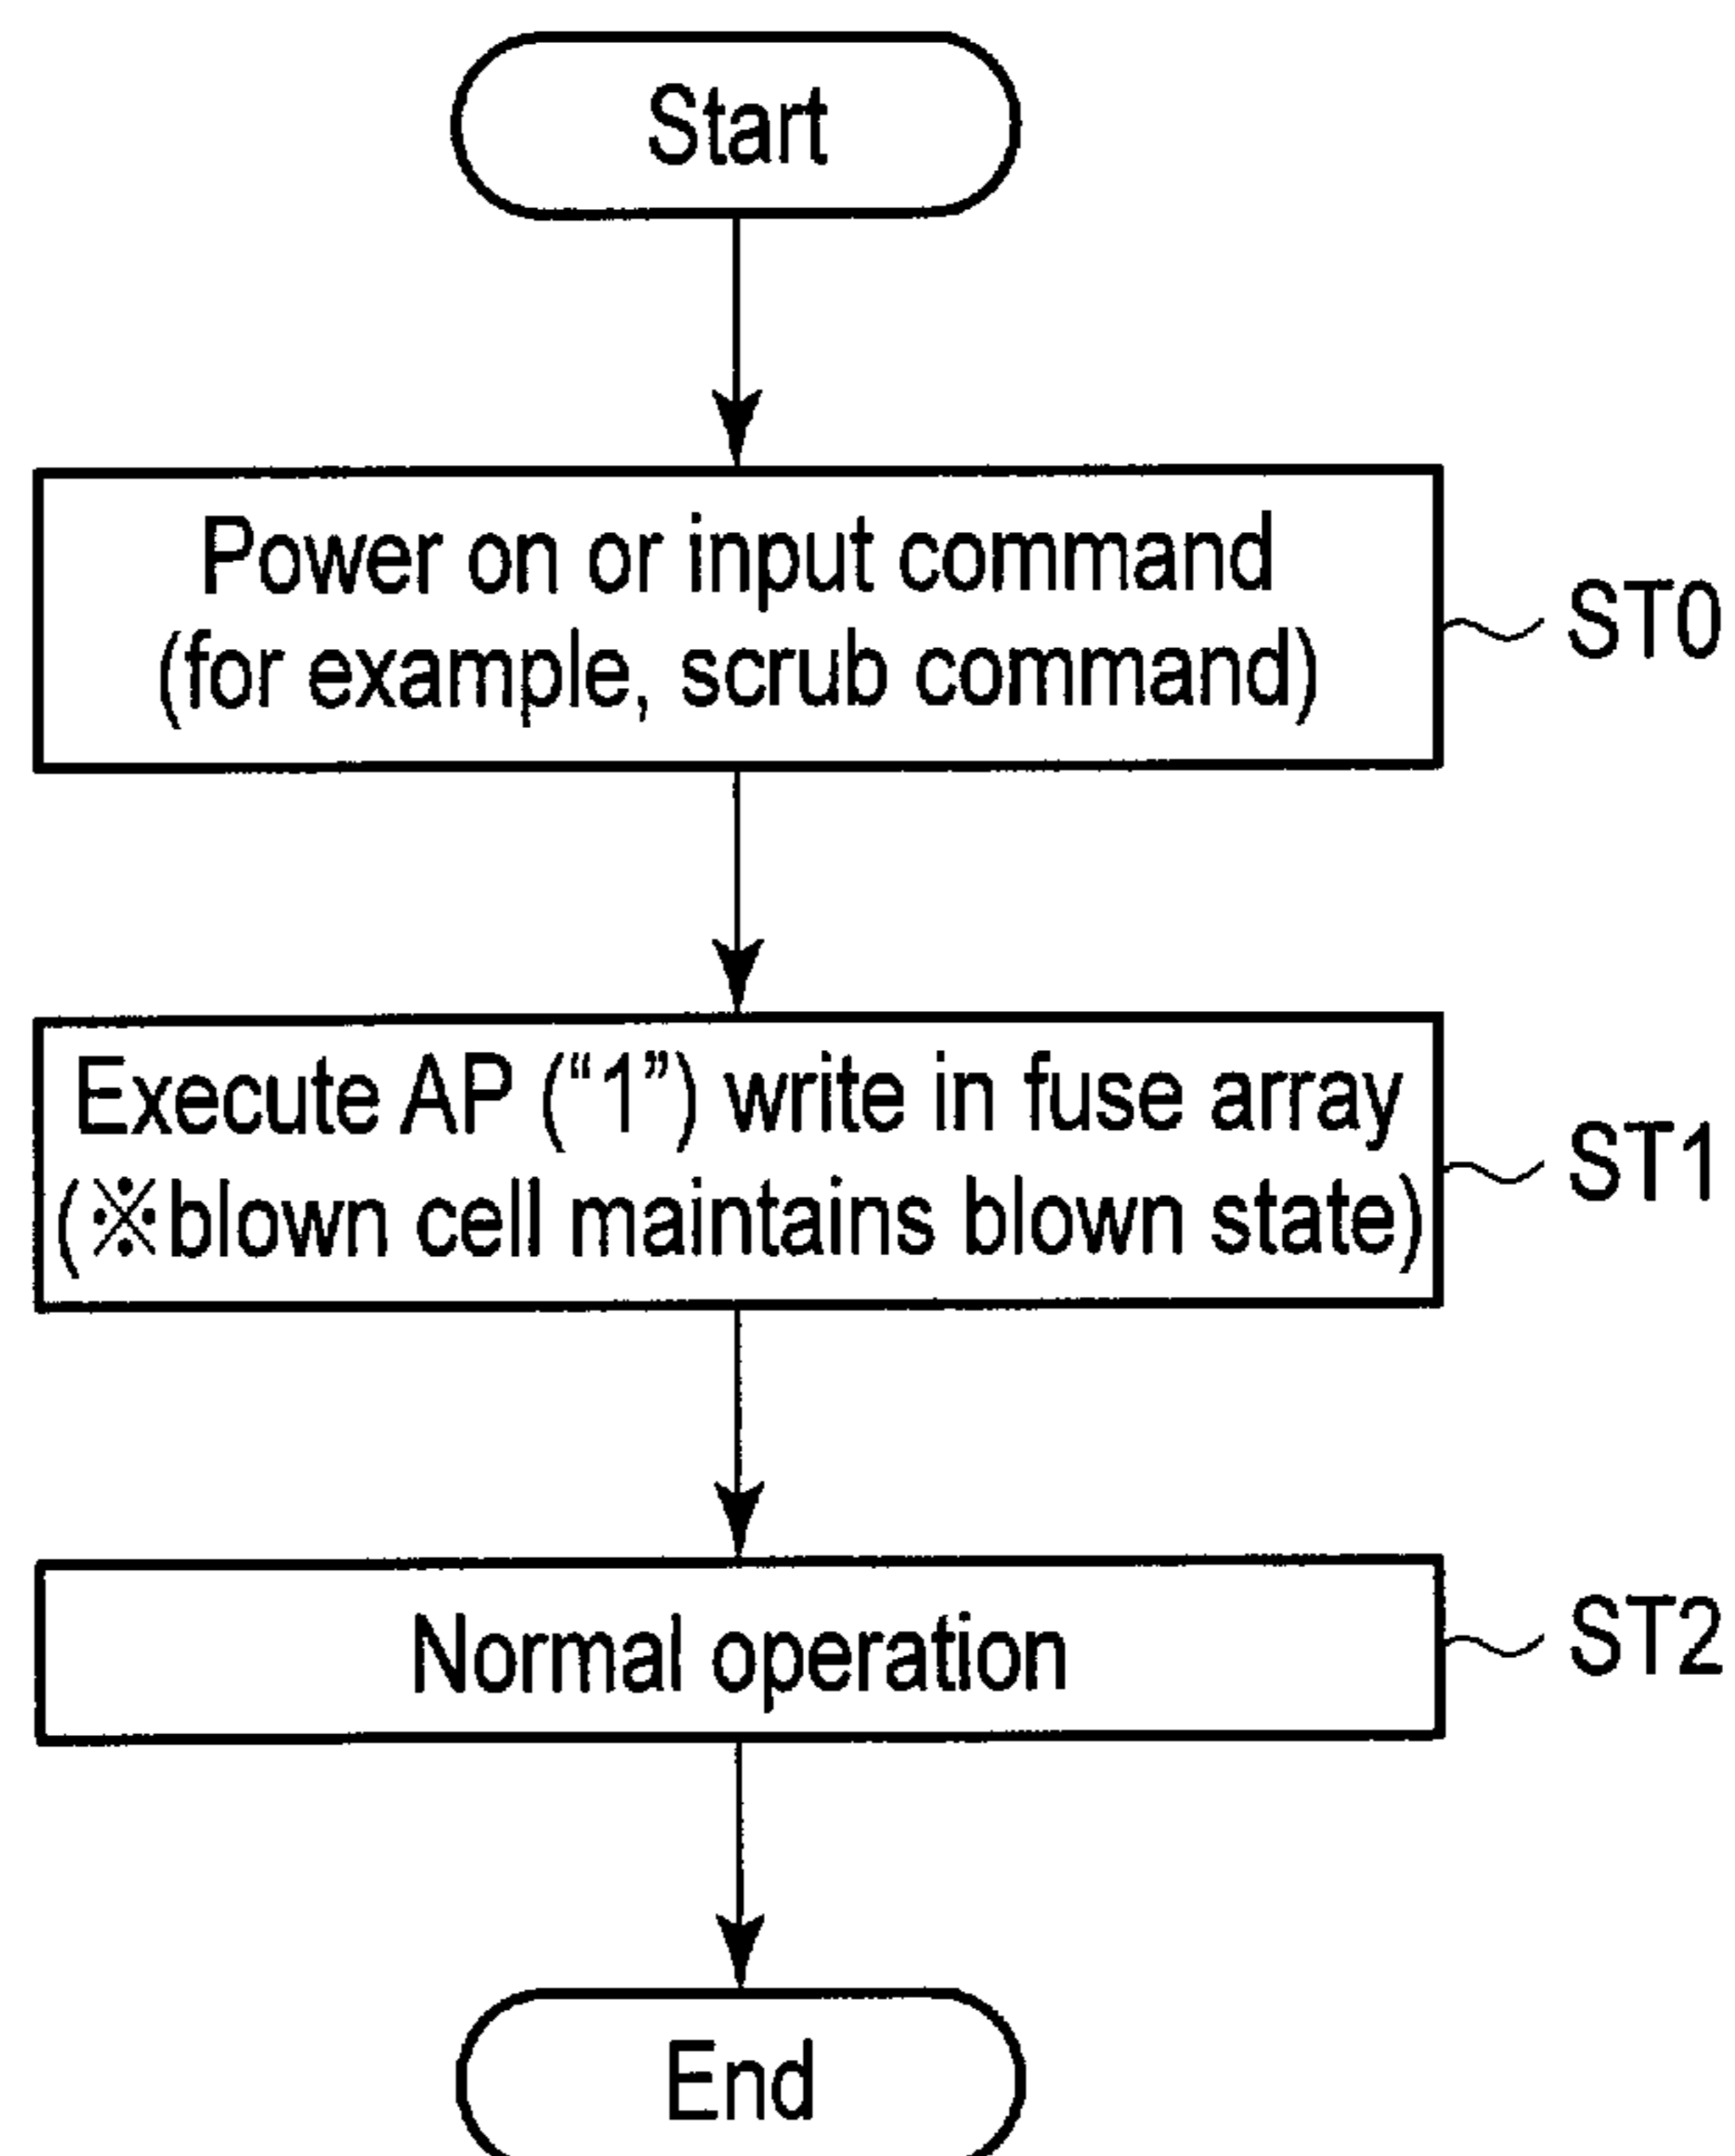 Start
Power on or input command
(for example, scrub command)
ST0
Execute AP (“1”) write in fuse array
(※blown cell maintains blown state)
ST1
Normal operation
ST2
End